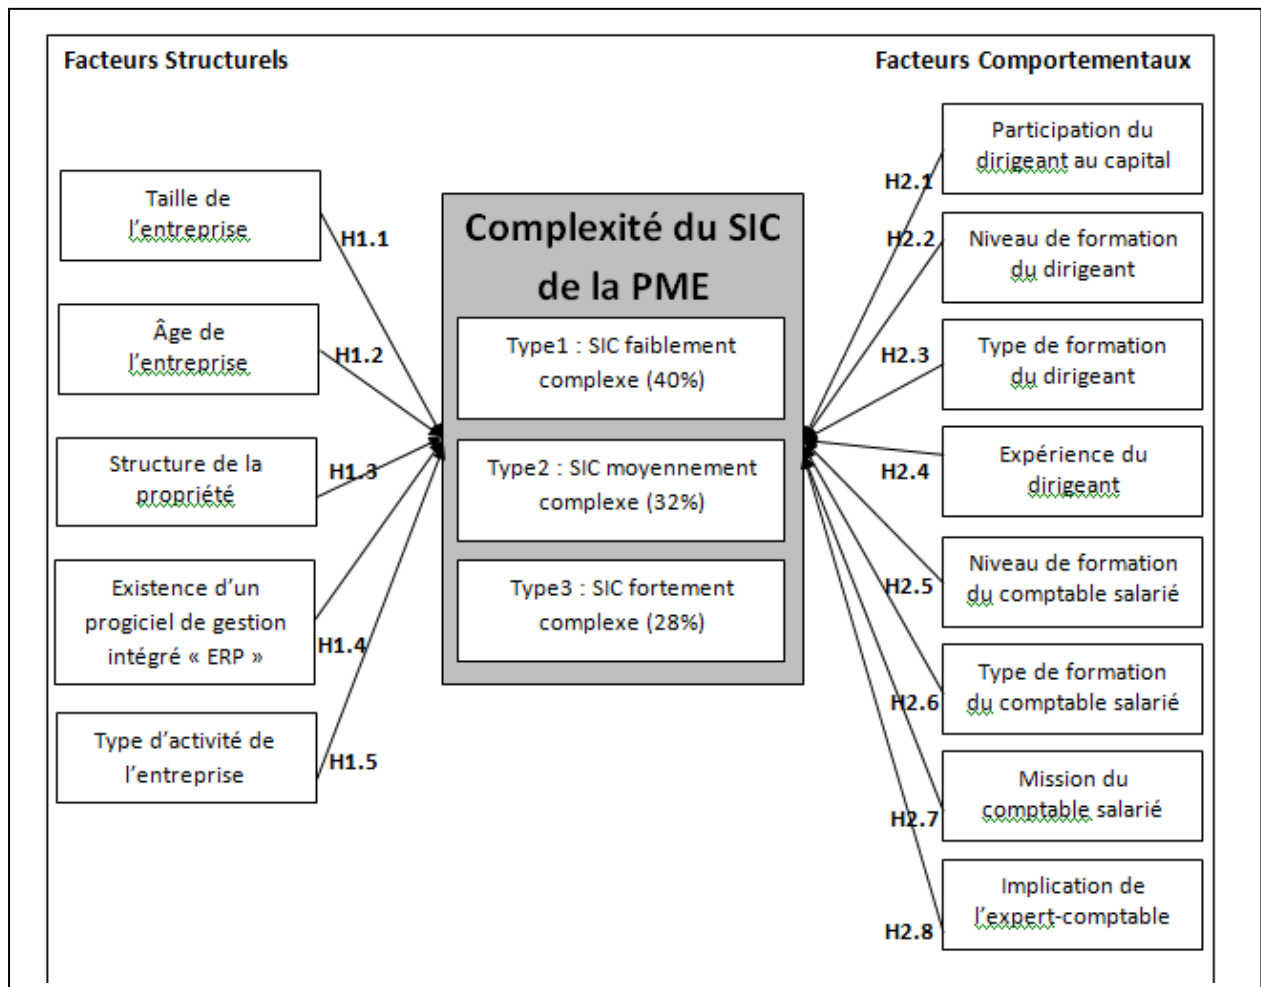 Facteurs Structurels
Facteurs Comportementaux
Taille de
l’entreprise
H1.1
Âge de
l’entreprise
H1.2
Structure de la
propriété
H1.3
Existence d’un
progiciel de gestion
intégré « ERP »
H1.4
Type d’activité de
l’entreprise
H1.5
Complexité du SIC
de la PME
Type1 : SIC faiblement
complexe (40%)
Type2 : SIC moyennement
complexe (32%)
Type3 : SIC fortement
complexe (28%)
Participation du
dirigeant au capital
H2.1
Niveau de formation
du dirigeant
H2.2
Type de formation
du dirigeant
H2.3
Expérience du
dirigeant
H2.4
Niveau de formation
du comptable salarié
H2.5
Type de formation
du comptable salarié
H2.6
Mission du
comptable salarié
H2.7
Implication de
l’expert-comptable
H2.8